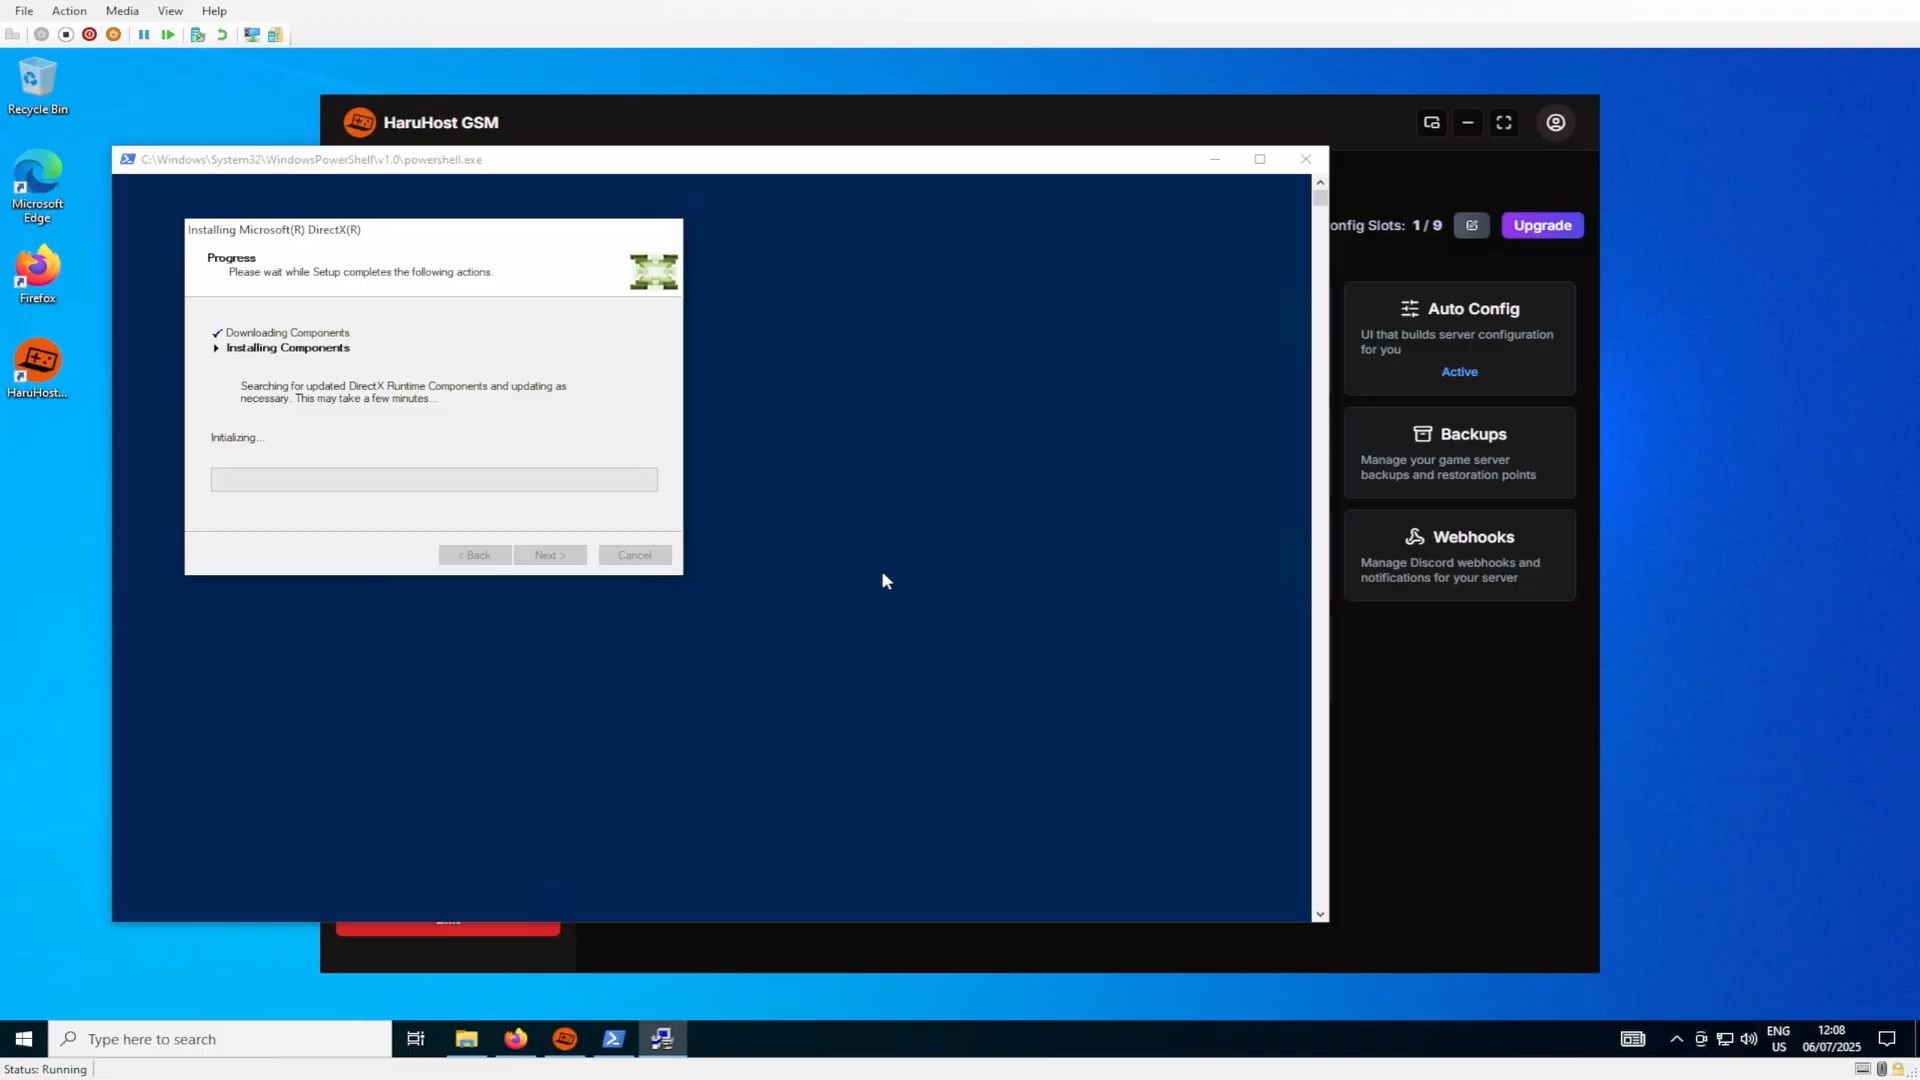 File Action Media View Help
Recycle Bin
Microsoft
Edge
Firefox
HaruHost...
HaruHost GSM
C:\Windows\System32\WindowsPowerShell\v1.0\powershell.exe
Installing Microsoft(R) DirectX(R)
Progress
Please wait while Setup completes the following actions.
Downloading Components
Installing Components
Searching for updated DirectX Runtime Components and updating as
necessary. This may take a few minutes...
Initializing...
< Back Next > Cancel
onfig Slots: 1 / 9 Upgrade
Auto Config
UI that builds server configuration
for you
Active
Backups
Manage your game server
backups and restoration points
Webhooks
Manage Discord webhooks and
notifications for your server
Type here to search
ENG
US
12:08
06/07/2025
Status: Running